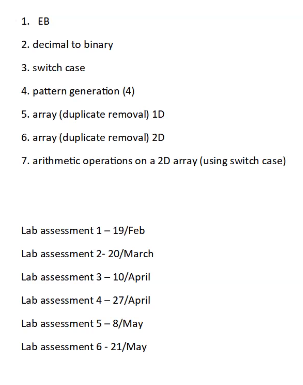 1. EB
2. decimal to binary
3. switch case
4. pattern generation (4)
5. array (duplicate removal) 1D
6. array (duplicate removal) 2D
7. arithmetic operations on a 2D array (using switch case)
Lab assessment 1 – 19/Feb
Lab assessment 2- 20/March
Lab assessment 3 – 10/April
Lab assessment 4 – 27/April
Lab assessment 5 – 8/May
Lab assessment 6 - 21/May